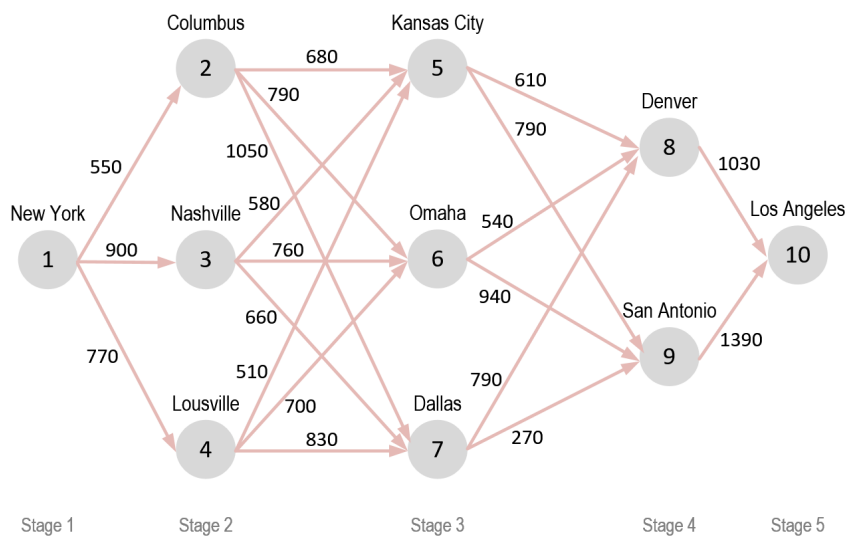 Columbus
Kansas City
2
680
5
790
610
Denver
550
1050
790
8
1030
New York
Nashville
580
Omaha
540
Los Angeles
1
900
3
760
6
10
940
San Antonio
660
9
1390
770
510
Lousville
700
Dallas
790
4
830
7
270
Stage 1
Stage 2
Stage 3
Stage 4
Stage 5